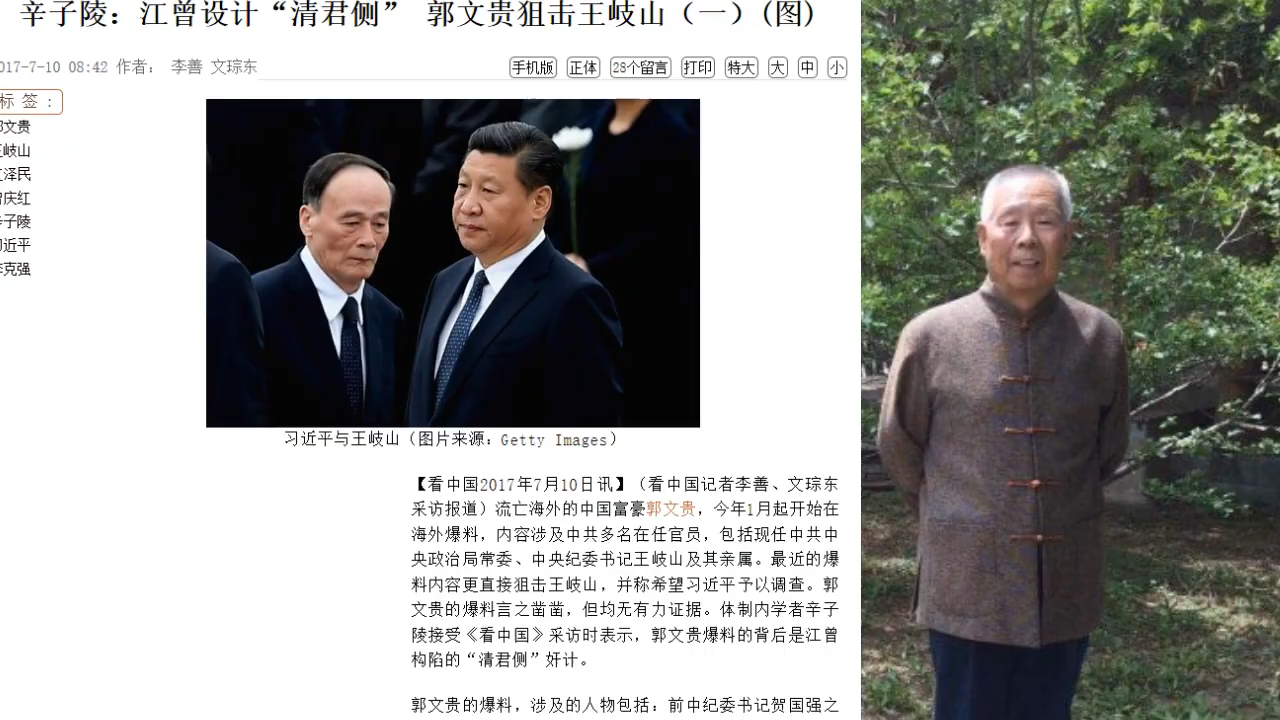 辛子陵：江曾设计“清君侧” 郭文贵狙击王岐山（一）(图)
017-7-10 08:42 作者： 李善 文琮东
手机版 正体 28个留言 打印 特大 大 中 小
标 签 ：
郭文贵
王岐山
江泽民
曾庆红
辛子陵
习近平
李克强
习近平与王岐山（图片来源：Getty Images）
【看中国2017年7月10日讯】（看中国记者李善、文琮东
采访报道）流亡海外的中国富豪郭文贵，今年1月起开始在
海外爆料，内容涉及中共多名在任官员，包括现任中共中
央政治局常委、中央纪委书记王岐山及其亲属。最近的爆
料内容更直接狙击王岐山，并称希望习近平予以调查。郭
文贵的爆料言之凿凿，但均无有力证据。体制内学者辛子
陵接受《看中国》采访时表示，郭文贵爆料的背后是江曾
构陷的“清君侧”奸计。
郭文贵的爆料，涉及的人物包括：前中纪委书记贺国强之